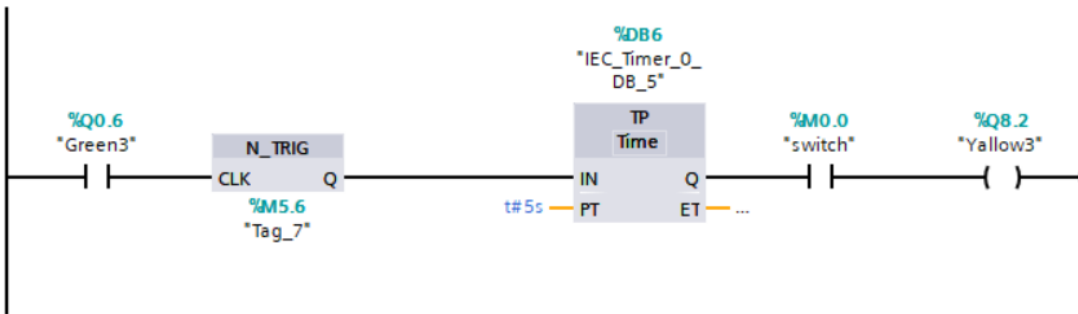 %DB6
"IEC_Timer_0_
DB_5"
%Q0.6
"Green3"
N_TRIG
CLK Q
%M5.6
"Tag_7"
TP
Time
IN Q
t#5s PT ET ...
%M0.0
"switch"
%Q8.2
"Yallow3"